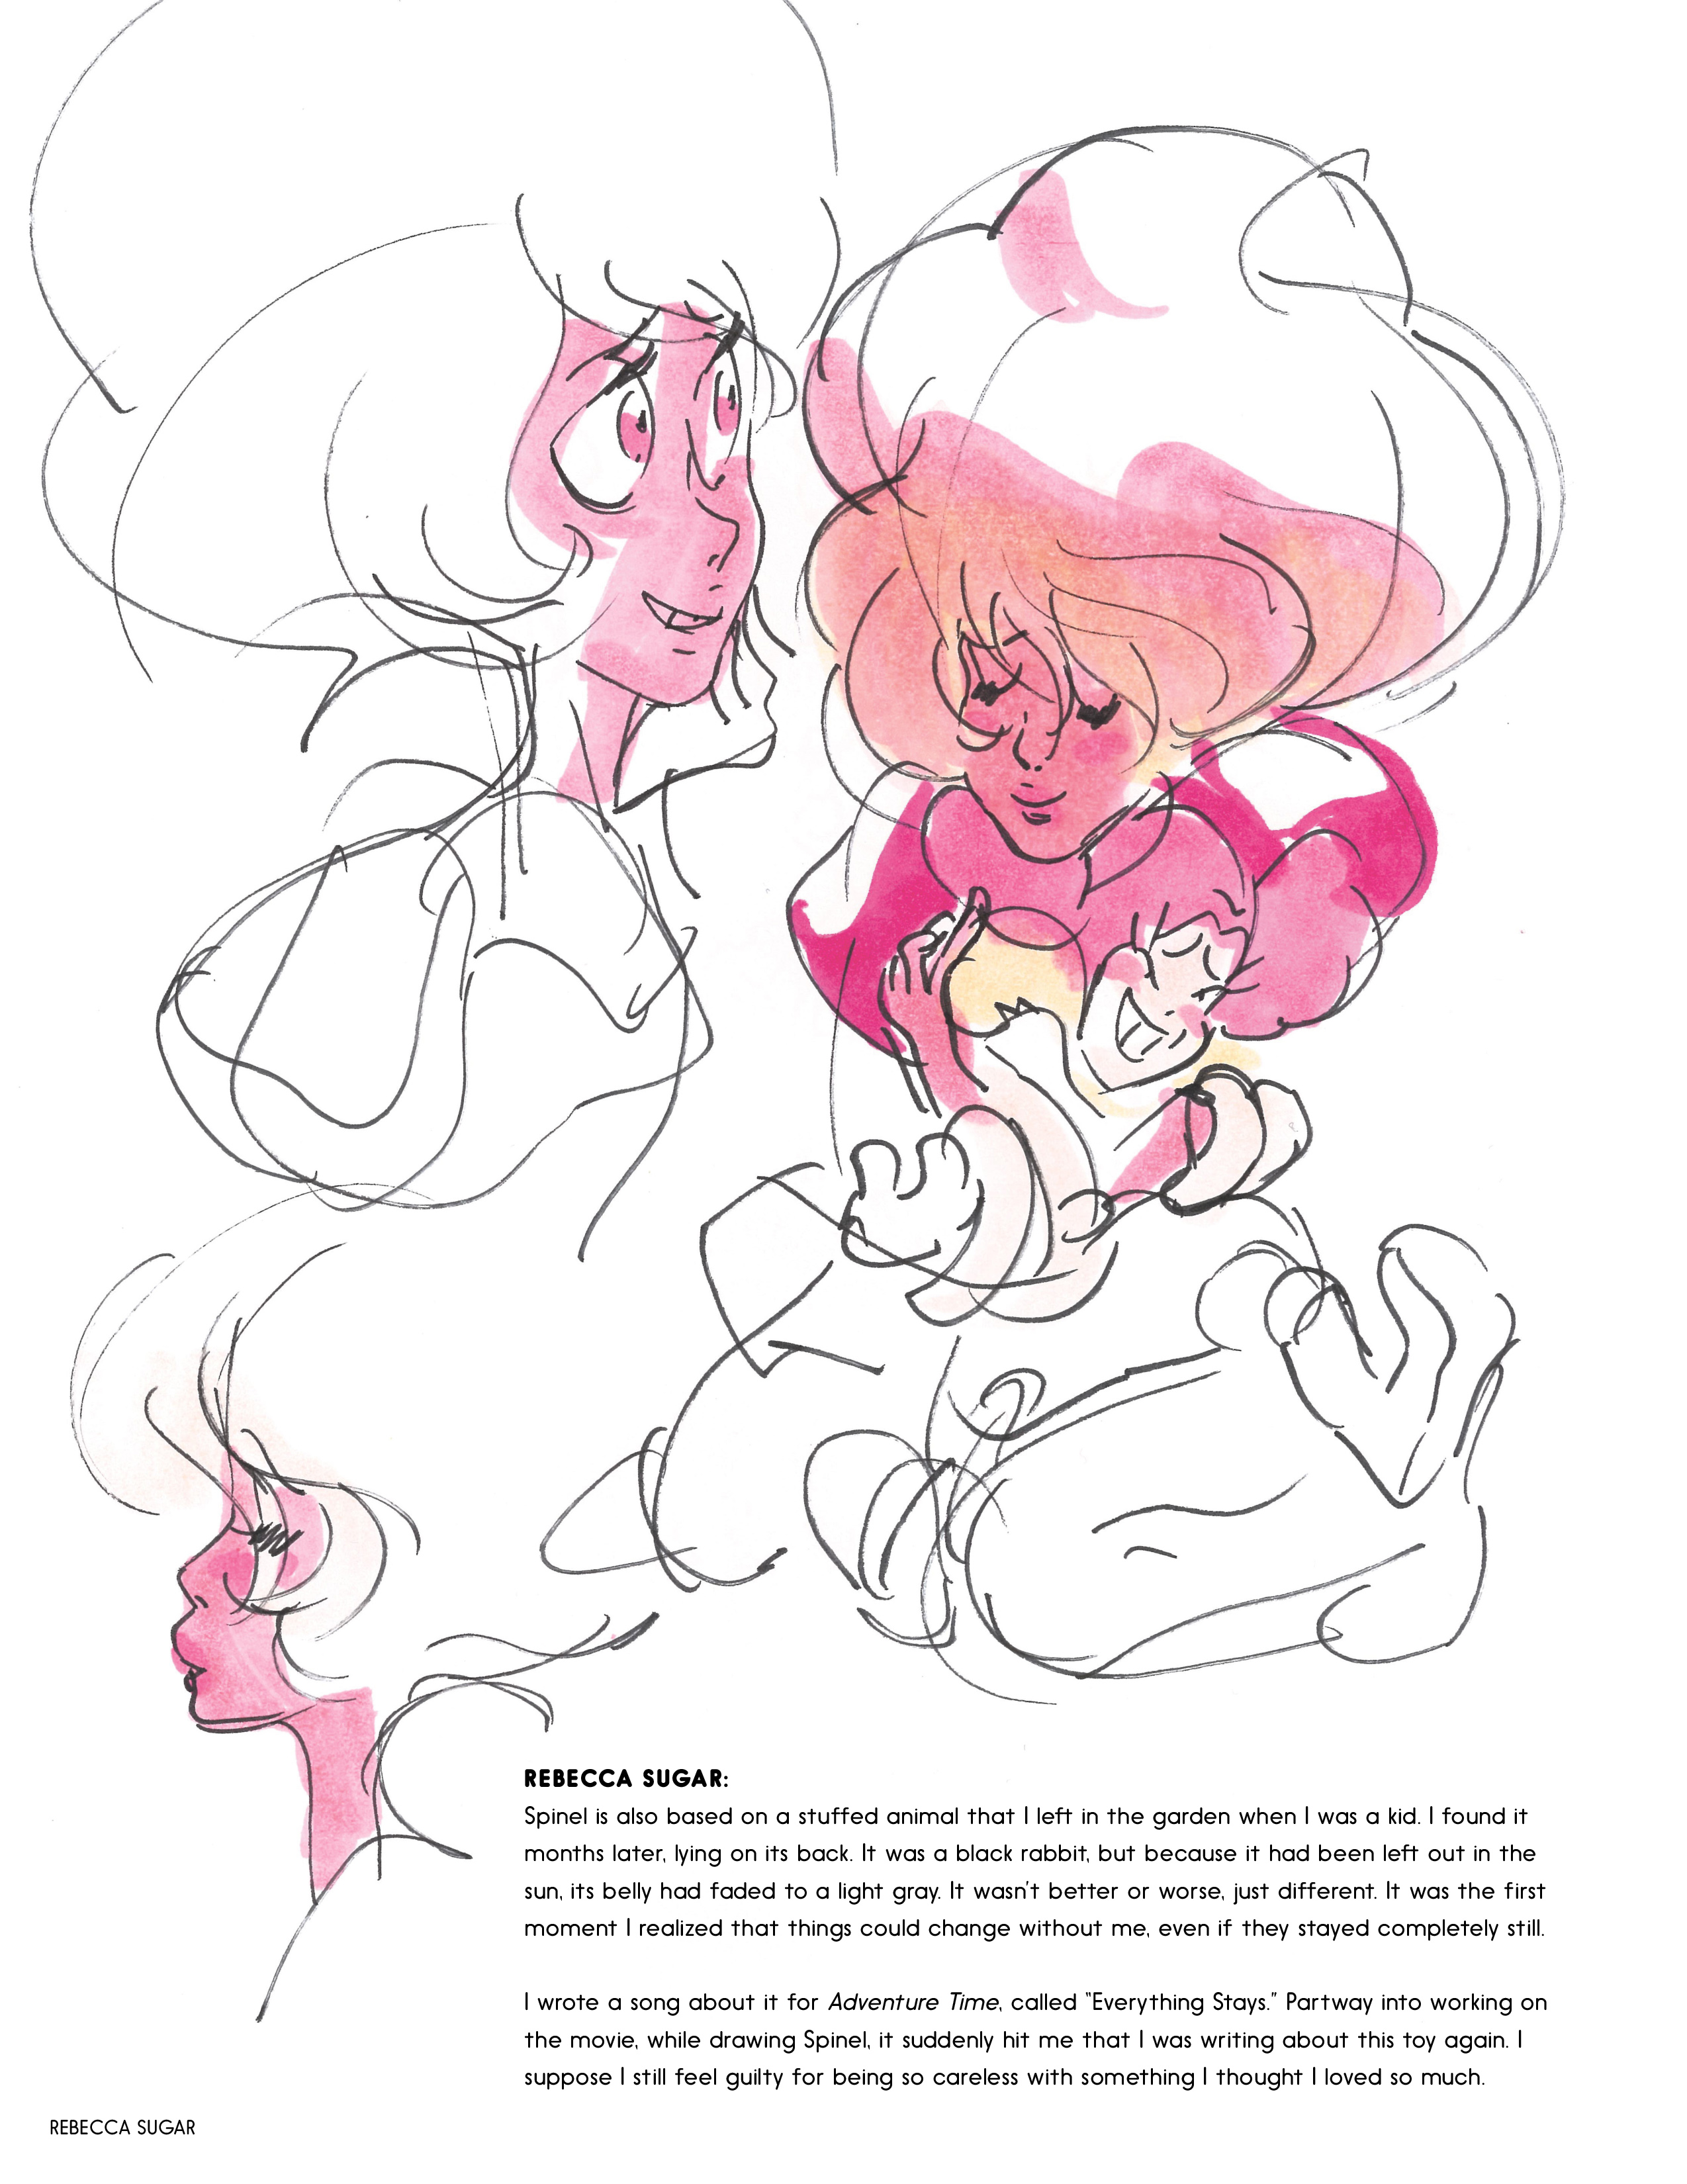 REBECCA SUGAR:
Spinel is also based on a stuffed animal that I left in the garden when I was a kid. I found it
months later, lying on its back. It was a black rabbit, but because it had been left out in the
sun, its belly had faded to a light gray. It wasn't better or worse, just different. It was the first
moment I realized that things could change without me, even if they stayed completely still.
I wrote a song about it for Adventure Time, called "Everything Stays." Partway into working on
the movie, while drawing Spinel, it suddenly hit me that I was writing about this toy again. I
suppose I still feel guilty for being so careless with something I thought I loved so much.
REBECCA SUGAR